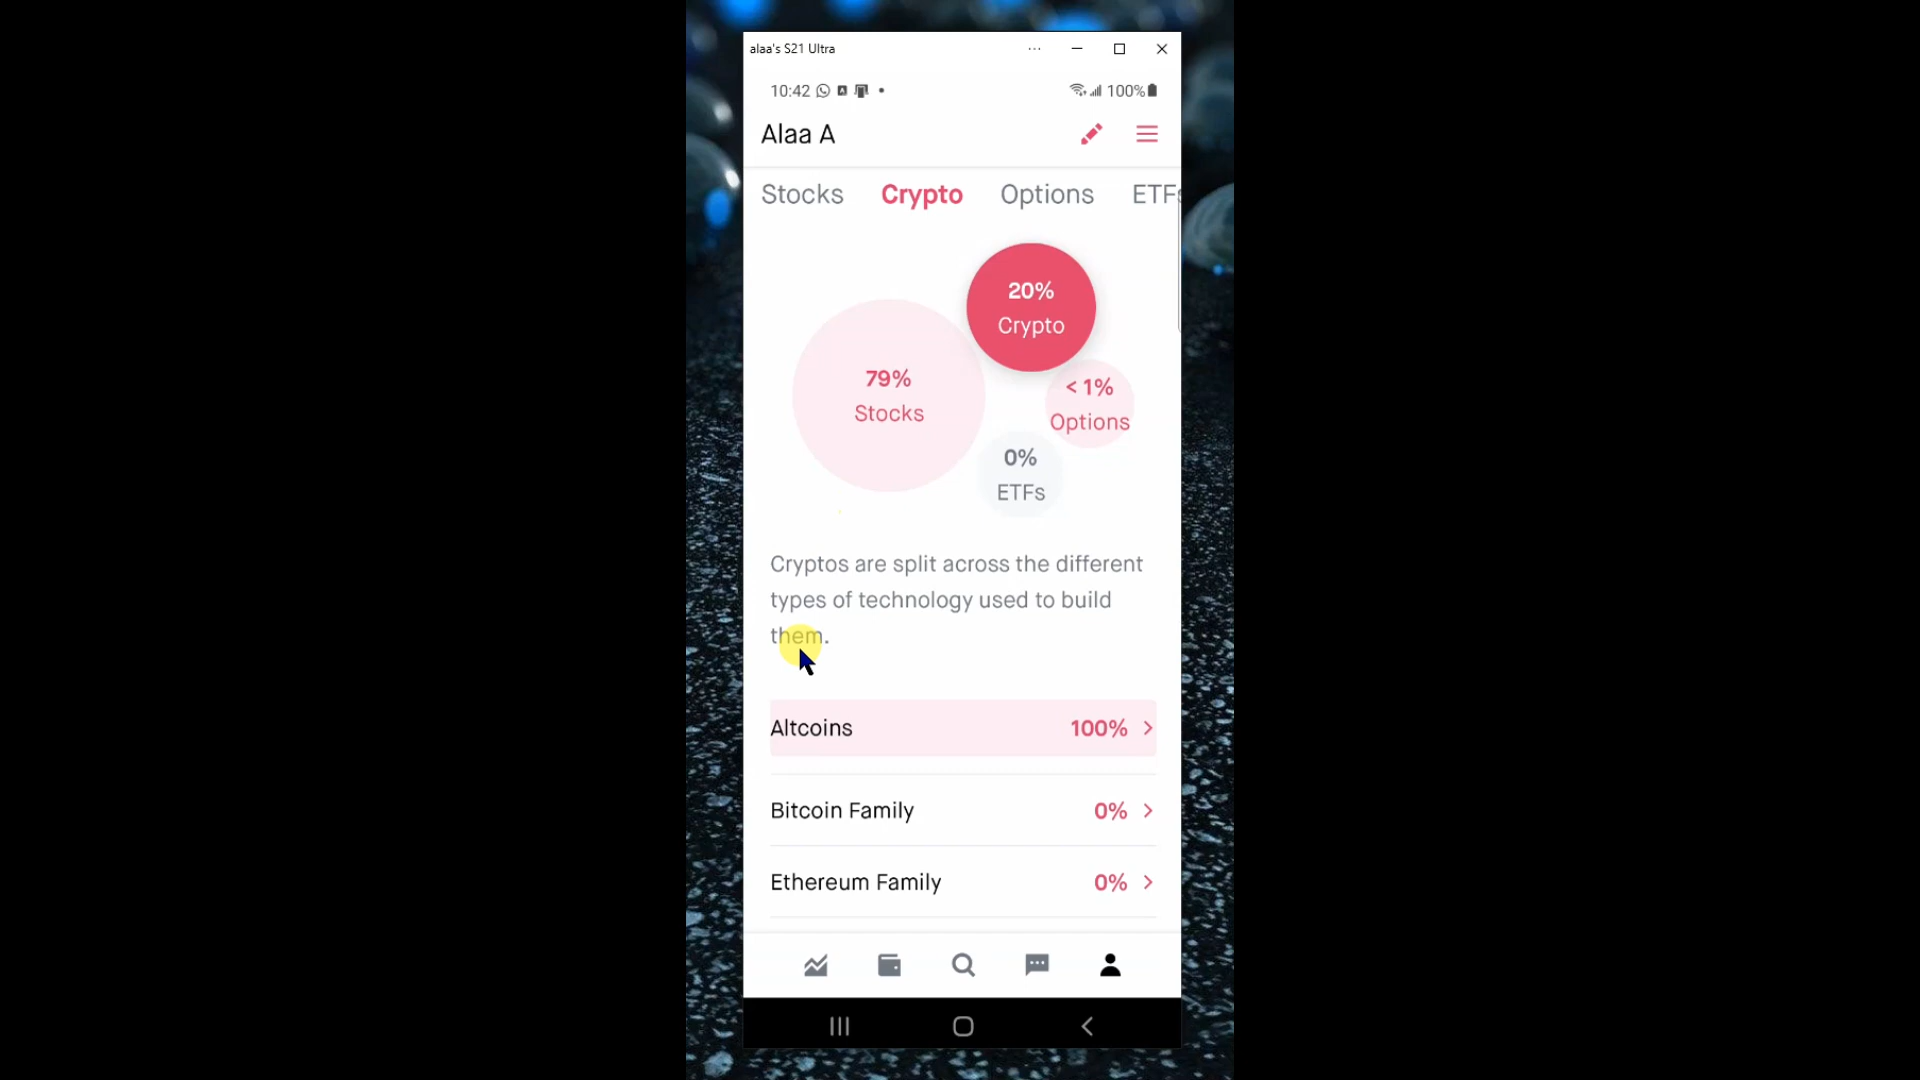 alaa's S21 Ultra
10:42
100%
Alaa A
Stocks Crypto Options ETFs
20%
Crypto
79%
Stocks
< 1%
Options
0%
ETFs
Cryptos are split across the different
types of technology used to build
them.
Altcoins 100%
Bitcoin Family 0%
Ethereum Family 0%